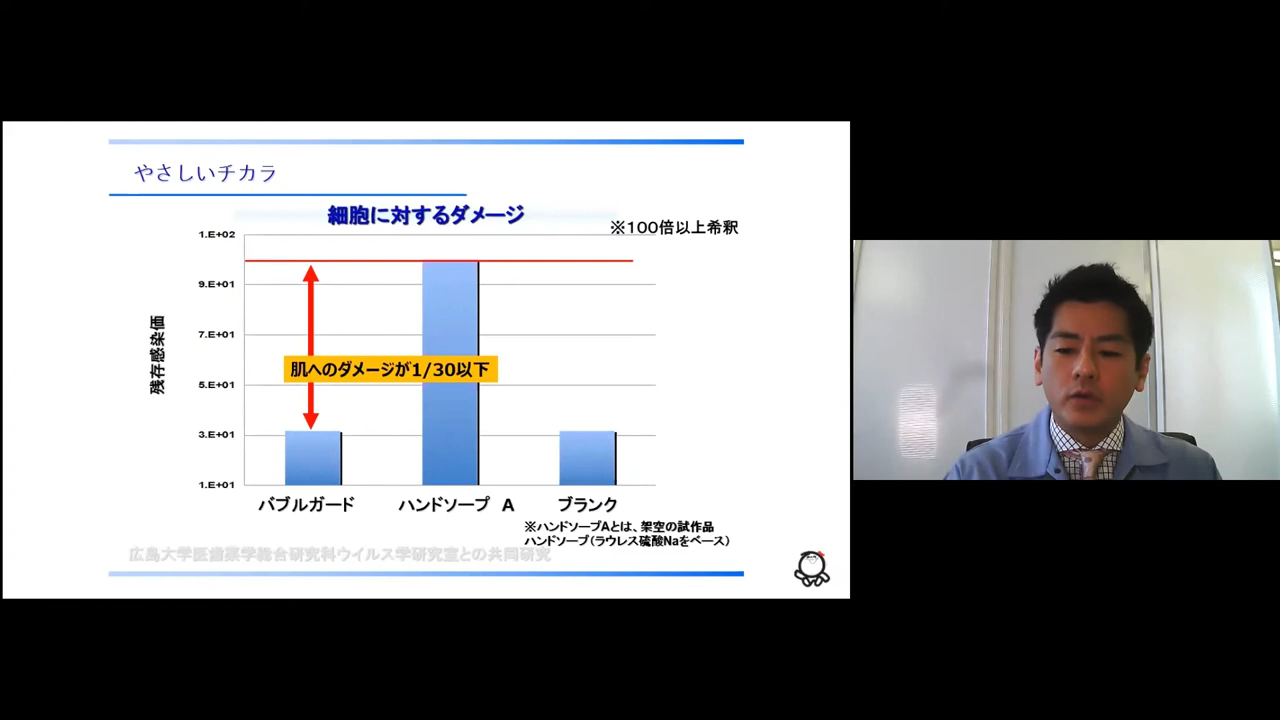 やさしいチカラ
細胞に対するダメージ
※100倍以上希釈
1.E+02
9.E+01
7.E+01
5.E+01
3.E+01
1.E+01
残存感染価
肌へのダメージが1/30以下
バブルガード
ハンドソープ A
ブランク
※ハンドソープAとは、架空の試作品
ハンドソープ(ラウレス硫酸Naをベース)
広島大学医歯薬学総合研究科ウイルス学研究室との共同研究